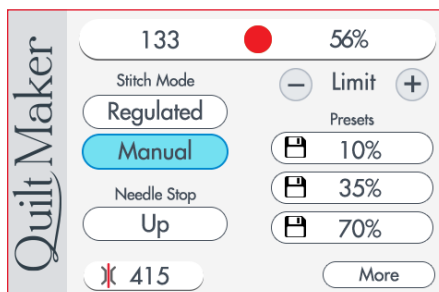 Quilt Maker
133 56%
Stitch Mode
Regulated
Manual
Needle Stop
Up
415
− Limit +
Presets
10%
35%
70%
More